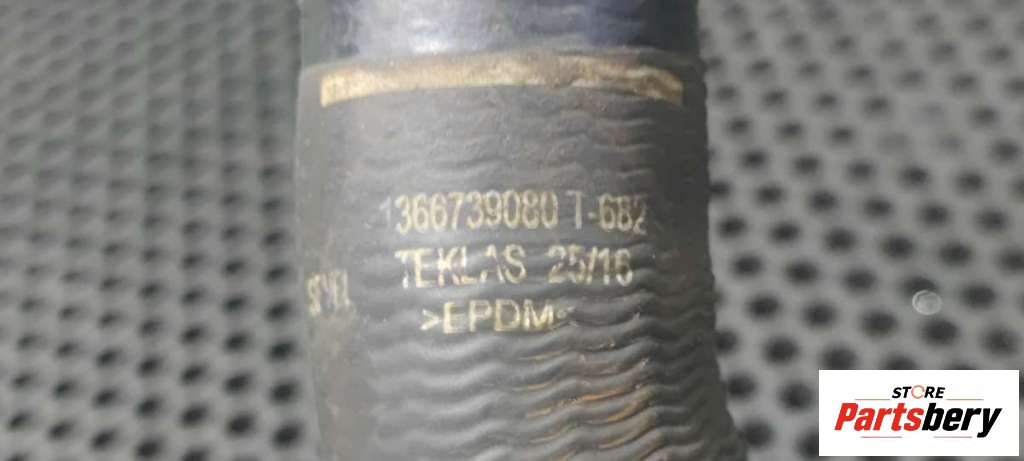 1366739080 T-682
TEKLAS 25/16
>EPDM<
STORE
Partsbery